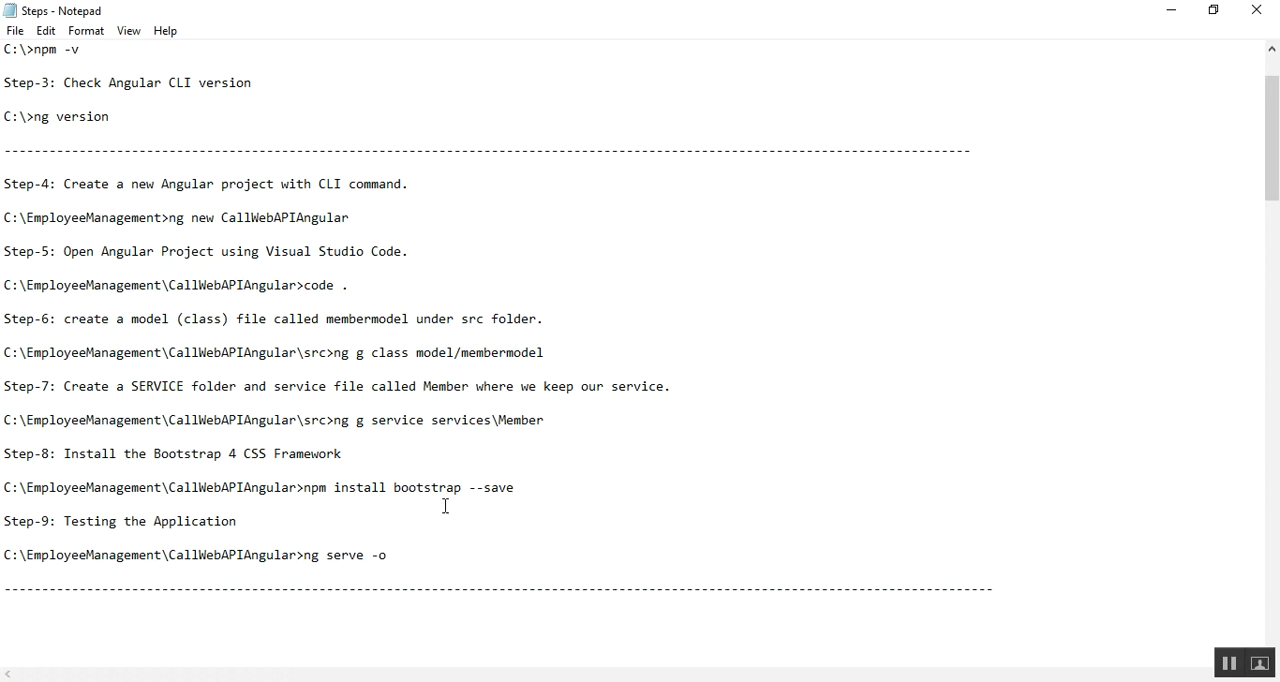 Steps - Notepad
File Edit Format View Help
C:\>npm -v
Step-3: Check Angular CLI version
C:\>ng version
---------------------------------------------------------------------------------------------------------------------------------
Step-4: Create a new Angular project with CLI command.
C:\EmployeeManagement>ng new CallWebAPIAngular
Step-5: Open Angular Project using Visual Studio Code.
C:\EmployeeManagement\CallWebAPIAngular>code .
Step-6: create a model (class) file called membermodel under src folder.
C:\EmployeeManagement\CallWebAPIAngular\src>ng g class model/membermodel
Step-7: Create a SERVICE folder and service file called Member where we keep our service.
C:\EmployeeManagement\CallWebAPIAngular\src>ng g service services\Member
Step-8: Install the Bootstrap 4 CSS Framework
C:\EmployeeManagement\CallWebAPIAngular>npm install bootstrap --save
Step-9: Testing the Application
C:\EmployeeManagement\CallWebAPIAngular>ng serve -o
------------------------------------------------------------------------------------------------------------------------------------